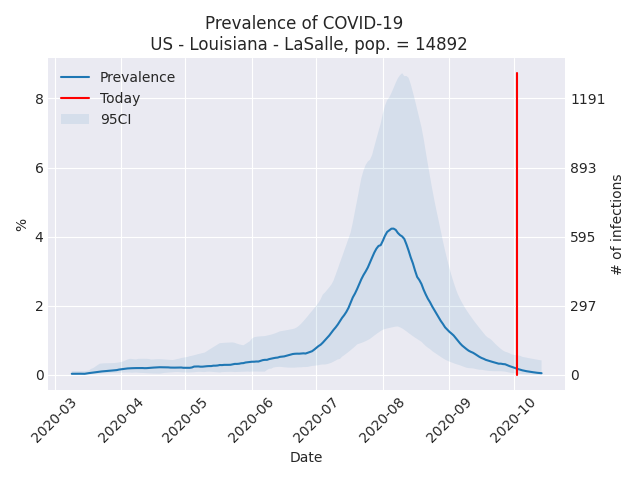 Prevalence of COVID-19
US - Louisiana - LaSalle, pop. = 14892
Prevalence
Today
95CI
8
6
4
2
0
%
1191
893
595
297
0
# of infections
2020-03
2020-04
2020-05
2020-06
2020-07
2020-08
2020-09
2020-10
Date